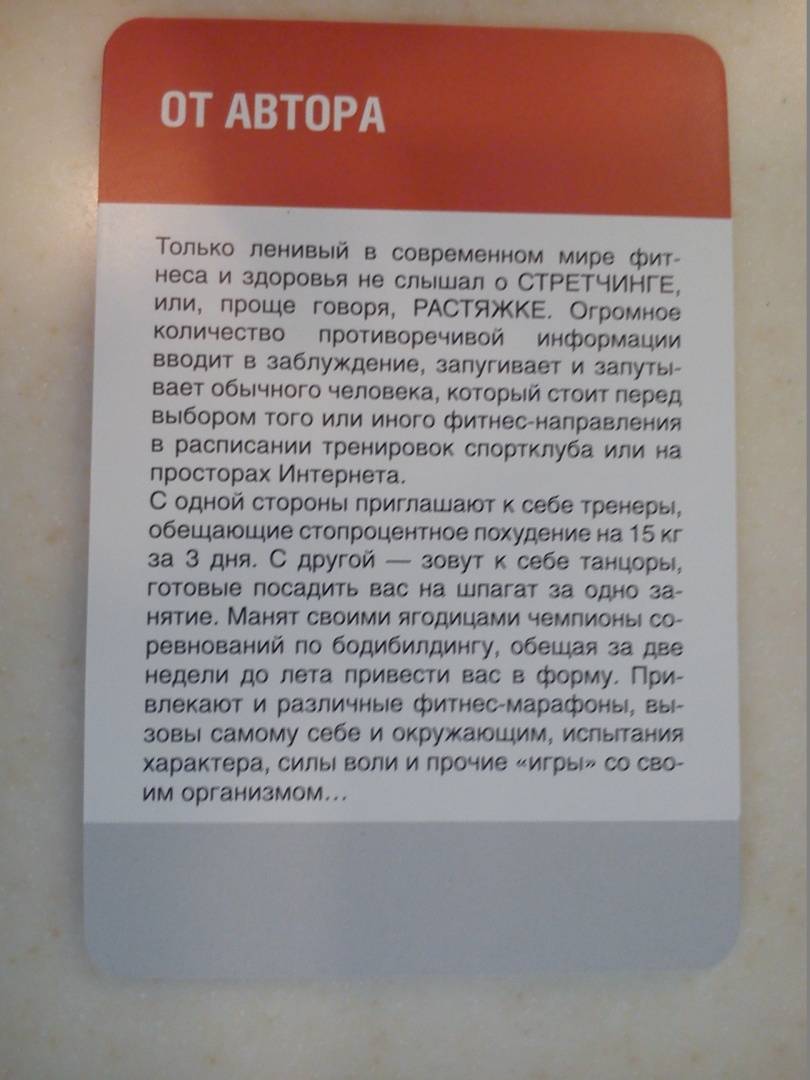 ОТ АВТОРА
Только ленивый в современном мире фит-
неса и здоровья не слышал о СТРЕТЧИНГЕ,
или, проще говоря, РАСТЯЖКЕ. Огромное
количество противоречивой информации
вводит в заблуждение, запугивает и запуты-
вает обычного человека, который стоит перед
выбором того или иного фитнес-направления
в расписании тренировок спортклуба или на
просторах Интернета.
С одной стороны приглашают к себе тренеры,
обещающие стопроцентное похудение на 15 кг
за 3 дня. С другой — зовут к себе танцоры,
готовые посадить вас на шпагат за одно за-
нятие. Манят своими ягодицами чемпионы со-
ревнований по бодибилдингу, обещая за две
недели до лета привести вас в форму. При-
влекают и различные фитнес-марафоны, вы-
зовы самому себе и окружающим, испытания
характера, силы воли и прочие «игры» со сво-
им организмом...